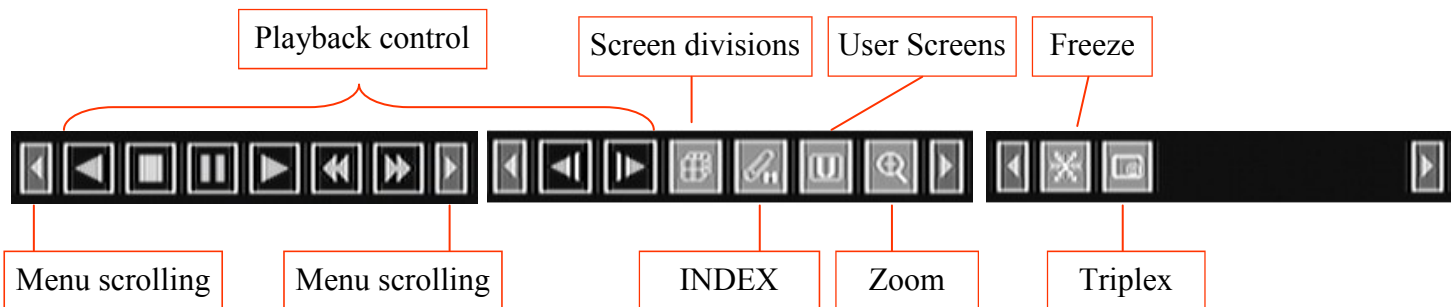 Playback control
Screen divisions
User Screens
Freeze
Menu scrolling
Menu scrolling
INDEX
Zoom
Triplex